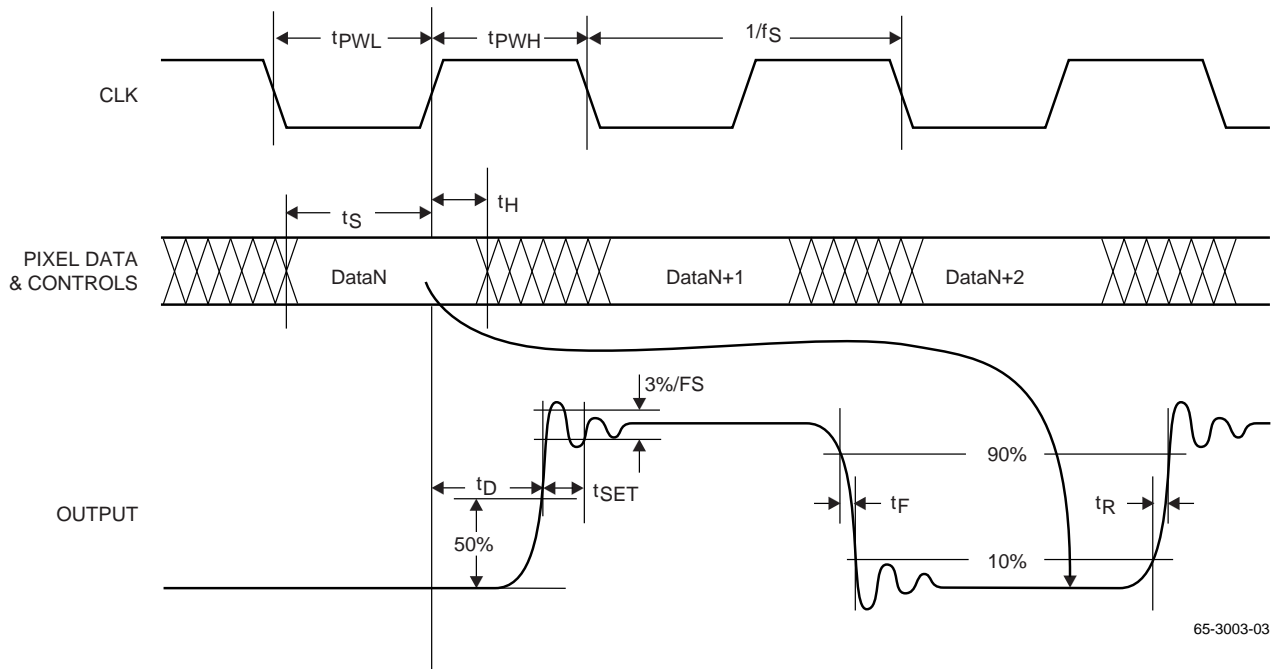 tPWL
tPWH
1/fS
CLK
tS
tH
PIXEL DATA
& CONTROLS
DataN
DataN+1
DataN+2
3%/FS
90%
tD
tSET
tF
tR
OUTPUT
50%
10%
65-3003-03